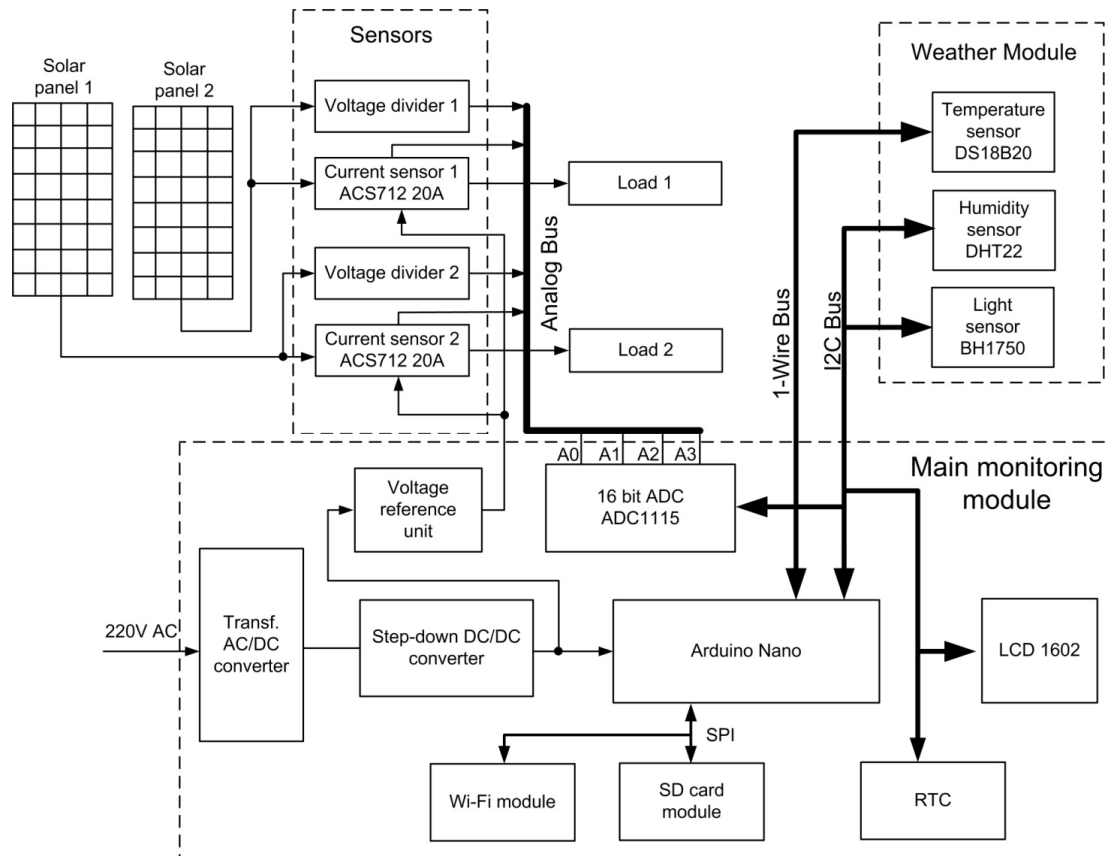 Sensors
Weather Module
Solar
panel 1
Solar
panel 2
Voltage divider 1
Current sensor 1
ACS712 20A
Voltage divider 2
Current sensor 2
ACS712 20A
Analog Bus
Load 1
Load 2
1-Wire Bus
I2C Bus
Temperature
sensor
DS18B20
Humidity
sensor
DHT22
Light
sensor
BH1750
Main monitoring
module
A0
A1
A2
A3
16 bit ADC
ADC1115
Voltage
reference
unit
220V AC
Transf.
AC/DC
converter
Step-down DC/DC
converter
Arduino Nano
LCD 1602
SPI
Wi-Fi module
SD card
module
RTC